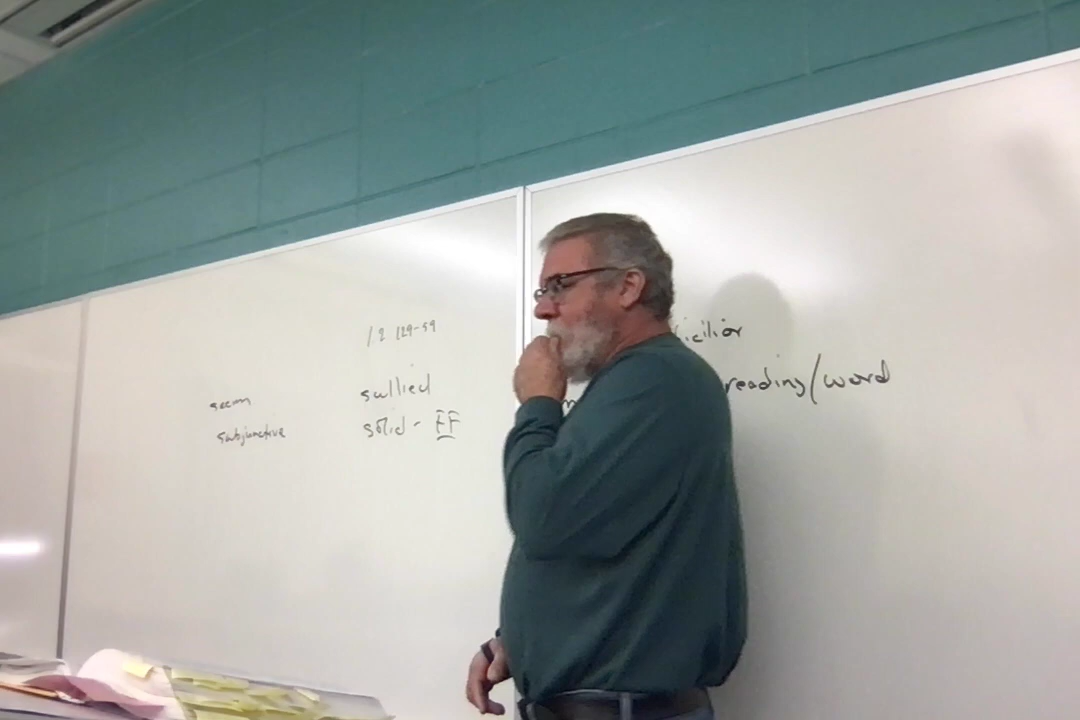 1 2 129-59
seem
sullied
subjunctive
solid - FF
reading/word